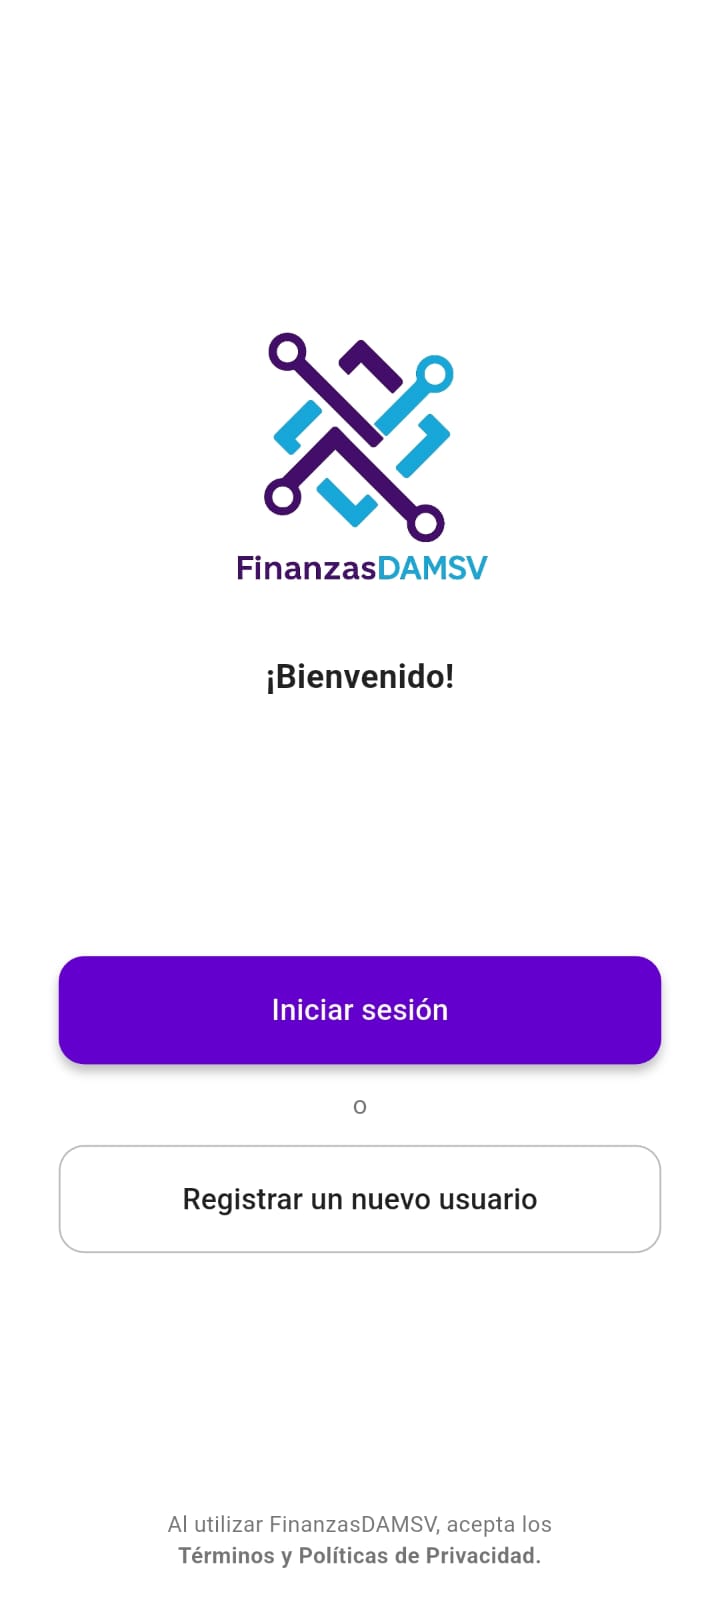 FinanzasDAMSV
¡Bienvenido!
Iniciar sesión
o
Registrar un nuevo usuario
Al utilizar FinanzasDAMSV, acepta los
Términos y Políticas de Privacidad.